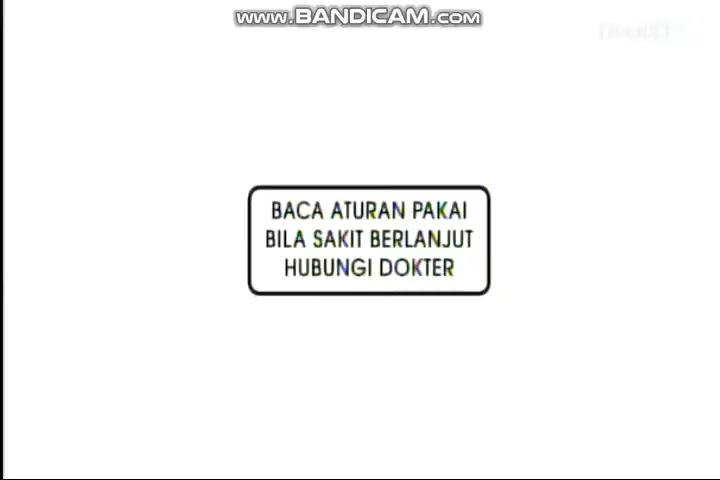 www.BANDICAM.com
BACA ATURAN PAKAI
BILA SAKIT BERLANJUT
HUBUNGI DOKTER